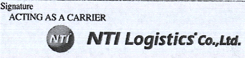 Signature
ACTING AS A CARRIER
NTI NTI Logistics Co.,Ltd.